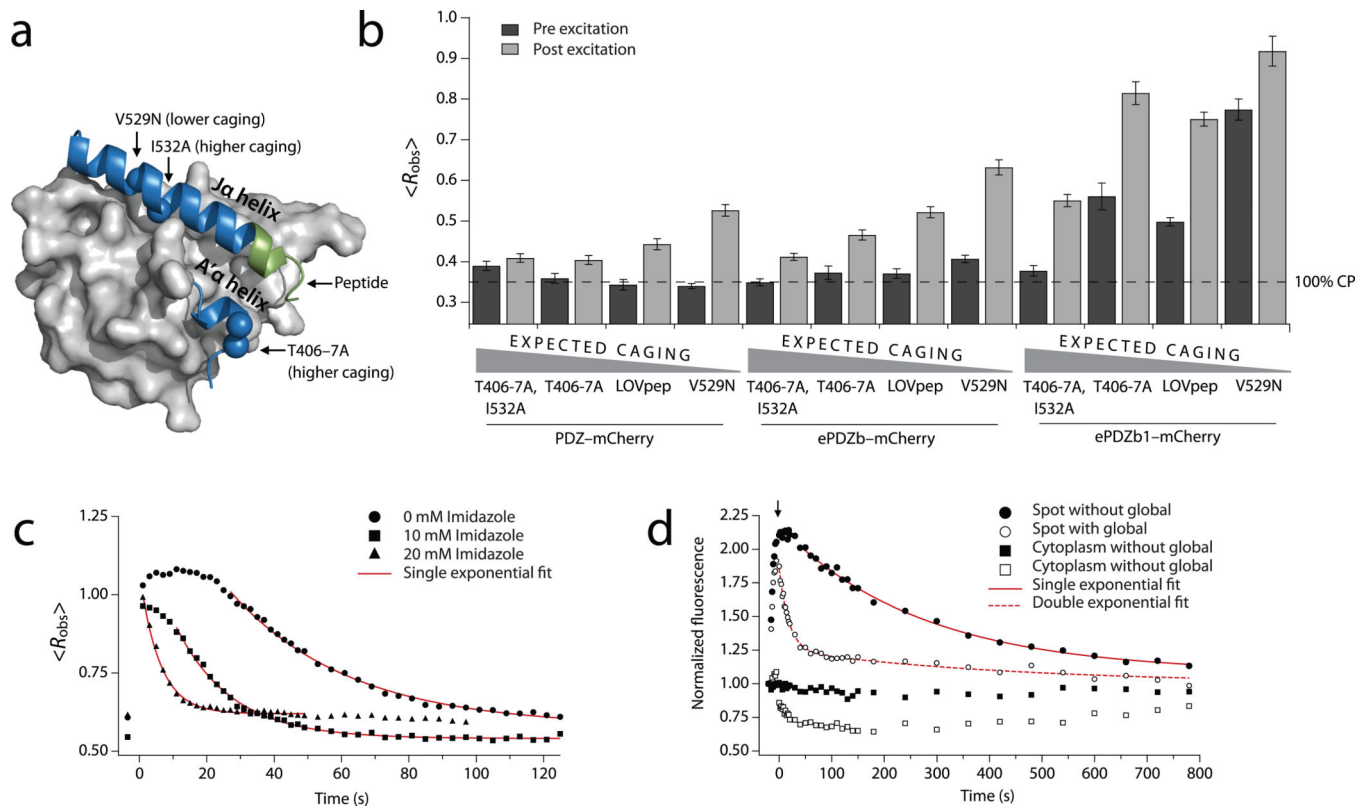 a
V529N (lower caging)
I532A (higher caging)
Jα helix
A'α helix
Peptide
T406–7A
(higher caging)
b
Pre excitation
Post excitation
<Robs>
1.0
0.9
0.8
0.7
0.6
0.5
0.4
0.3
100% CP
EXPECTED CAGING
EXPECTED CAGING
EXPECTED CAGING
T406-7A, T406-7A LOVpep V529N
I532A
T406-7A, T406-7A LOVpep V529N
I532A
T406-7A, T406-7A LOVpep V529N
I532A
PDZ–mCherry
ePDZb–mCherry
ePDZb1–mCherry
c
0 mM Imidazole
10 mM Imidazole
20 mM Imidazole
Single exponential fit
<Robs>
1.25
1.00
0.75
0.50
0 20 40 60 80 100 120
Time (s)
d
Spot without global
Spot with global
Cytoplasm without global
Cytoplasm without global
Single exponential fit
Double exponential fit
Normalized fluorescence
2.25
2.00
1.75
1.50
1.25
1.00
0.75
0.50
0 100 200 300 400 500 600 700 800
Time (s)